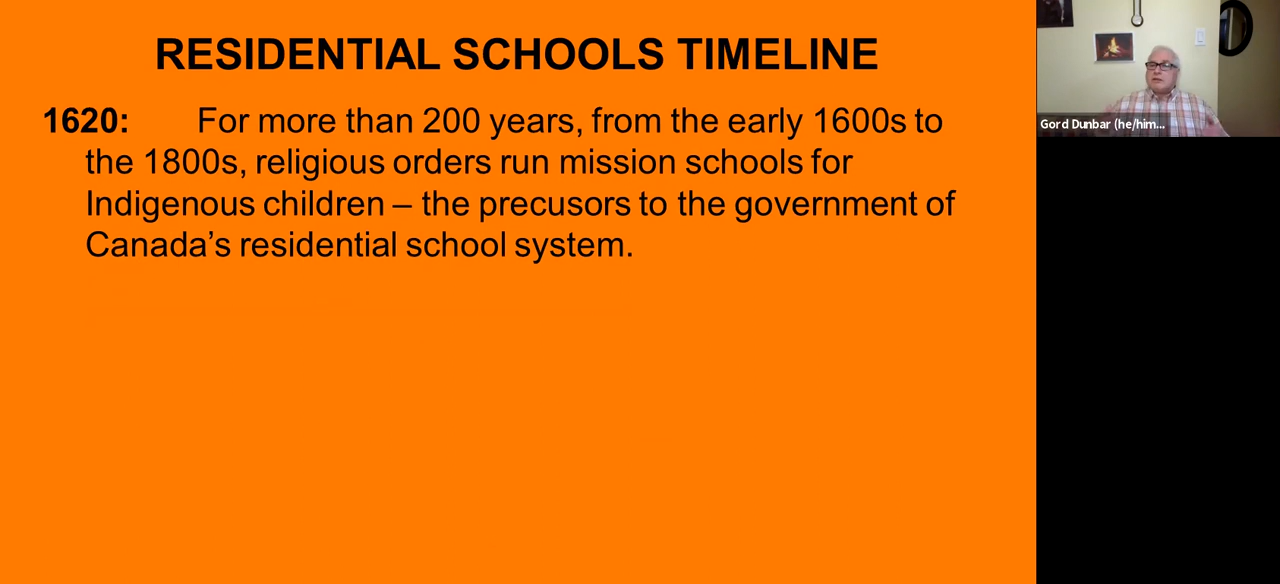 RESIDENTIAL SCHOOLS TIMELINE
1620: For more than 200 years, from the early 1600s to
the 1800s, religious orders run mission schools for
Indigenous children – the precusors to the government of
Canada’s residential school system.
Gord Dunbar (he/him...